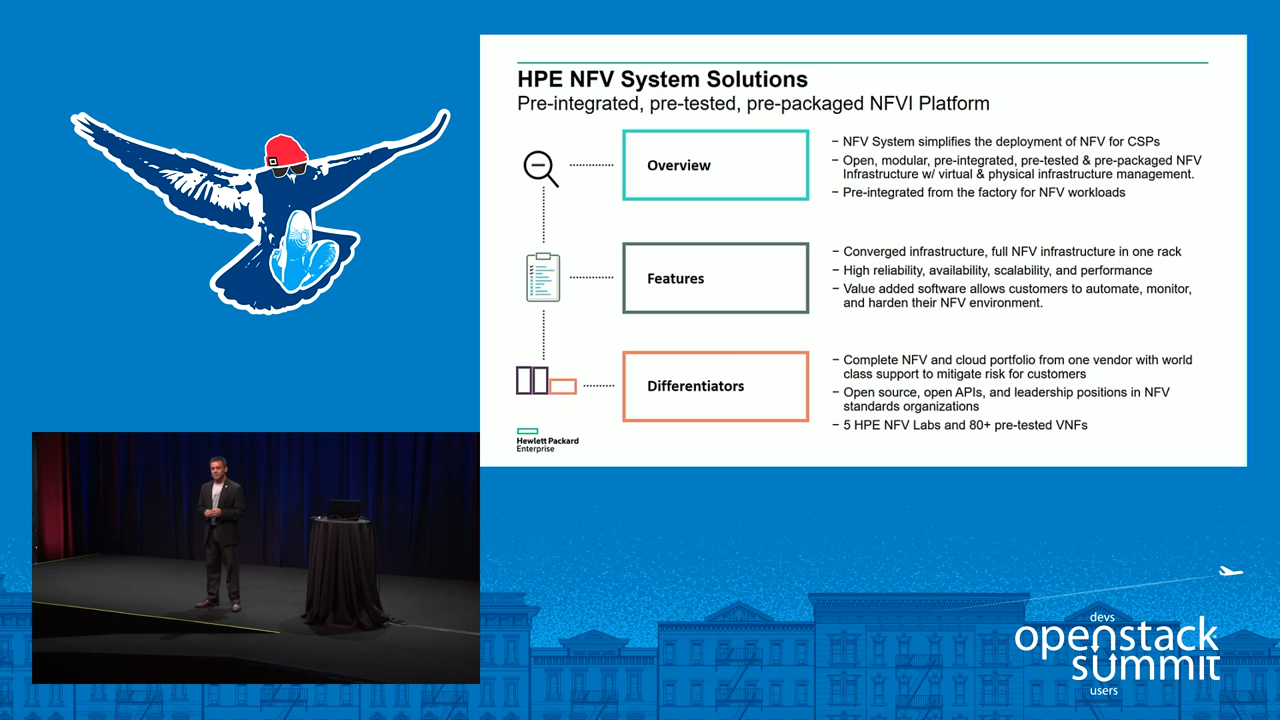 HPE NFV System Solutions
Pre-integrated, pre-tested, pre-packaged NFVI Platform
Overview
− NFV System simplifies the deployment of NFV for CSPs
− Open, modular, pre-integrated, pre-tested & pre-packaged NFV
Infrastructure w/ virtual & physical infrastructure management.
− Pre-integrated from the factory for NFV workloads
Features
− Converged infrastructure, full NFV infrastructure in one rack
− High reliability, availability, scalability, and performance
− Value added software allows customers to automate, monitor,
and harden their NFV environment.
Differentiators
− Complete NFV and cloud portfolio from one vendor with world
class support to mitigate risk for customers
− Open source, open APIs, and leadership positions in NFV
standards organizations
− 5 HPE NFV Labs and 80+ pre-tested VNFs
Hewlett Packard
Enterprise
devs
openstack
summit
users